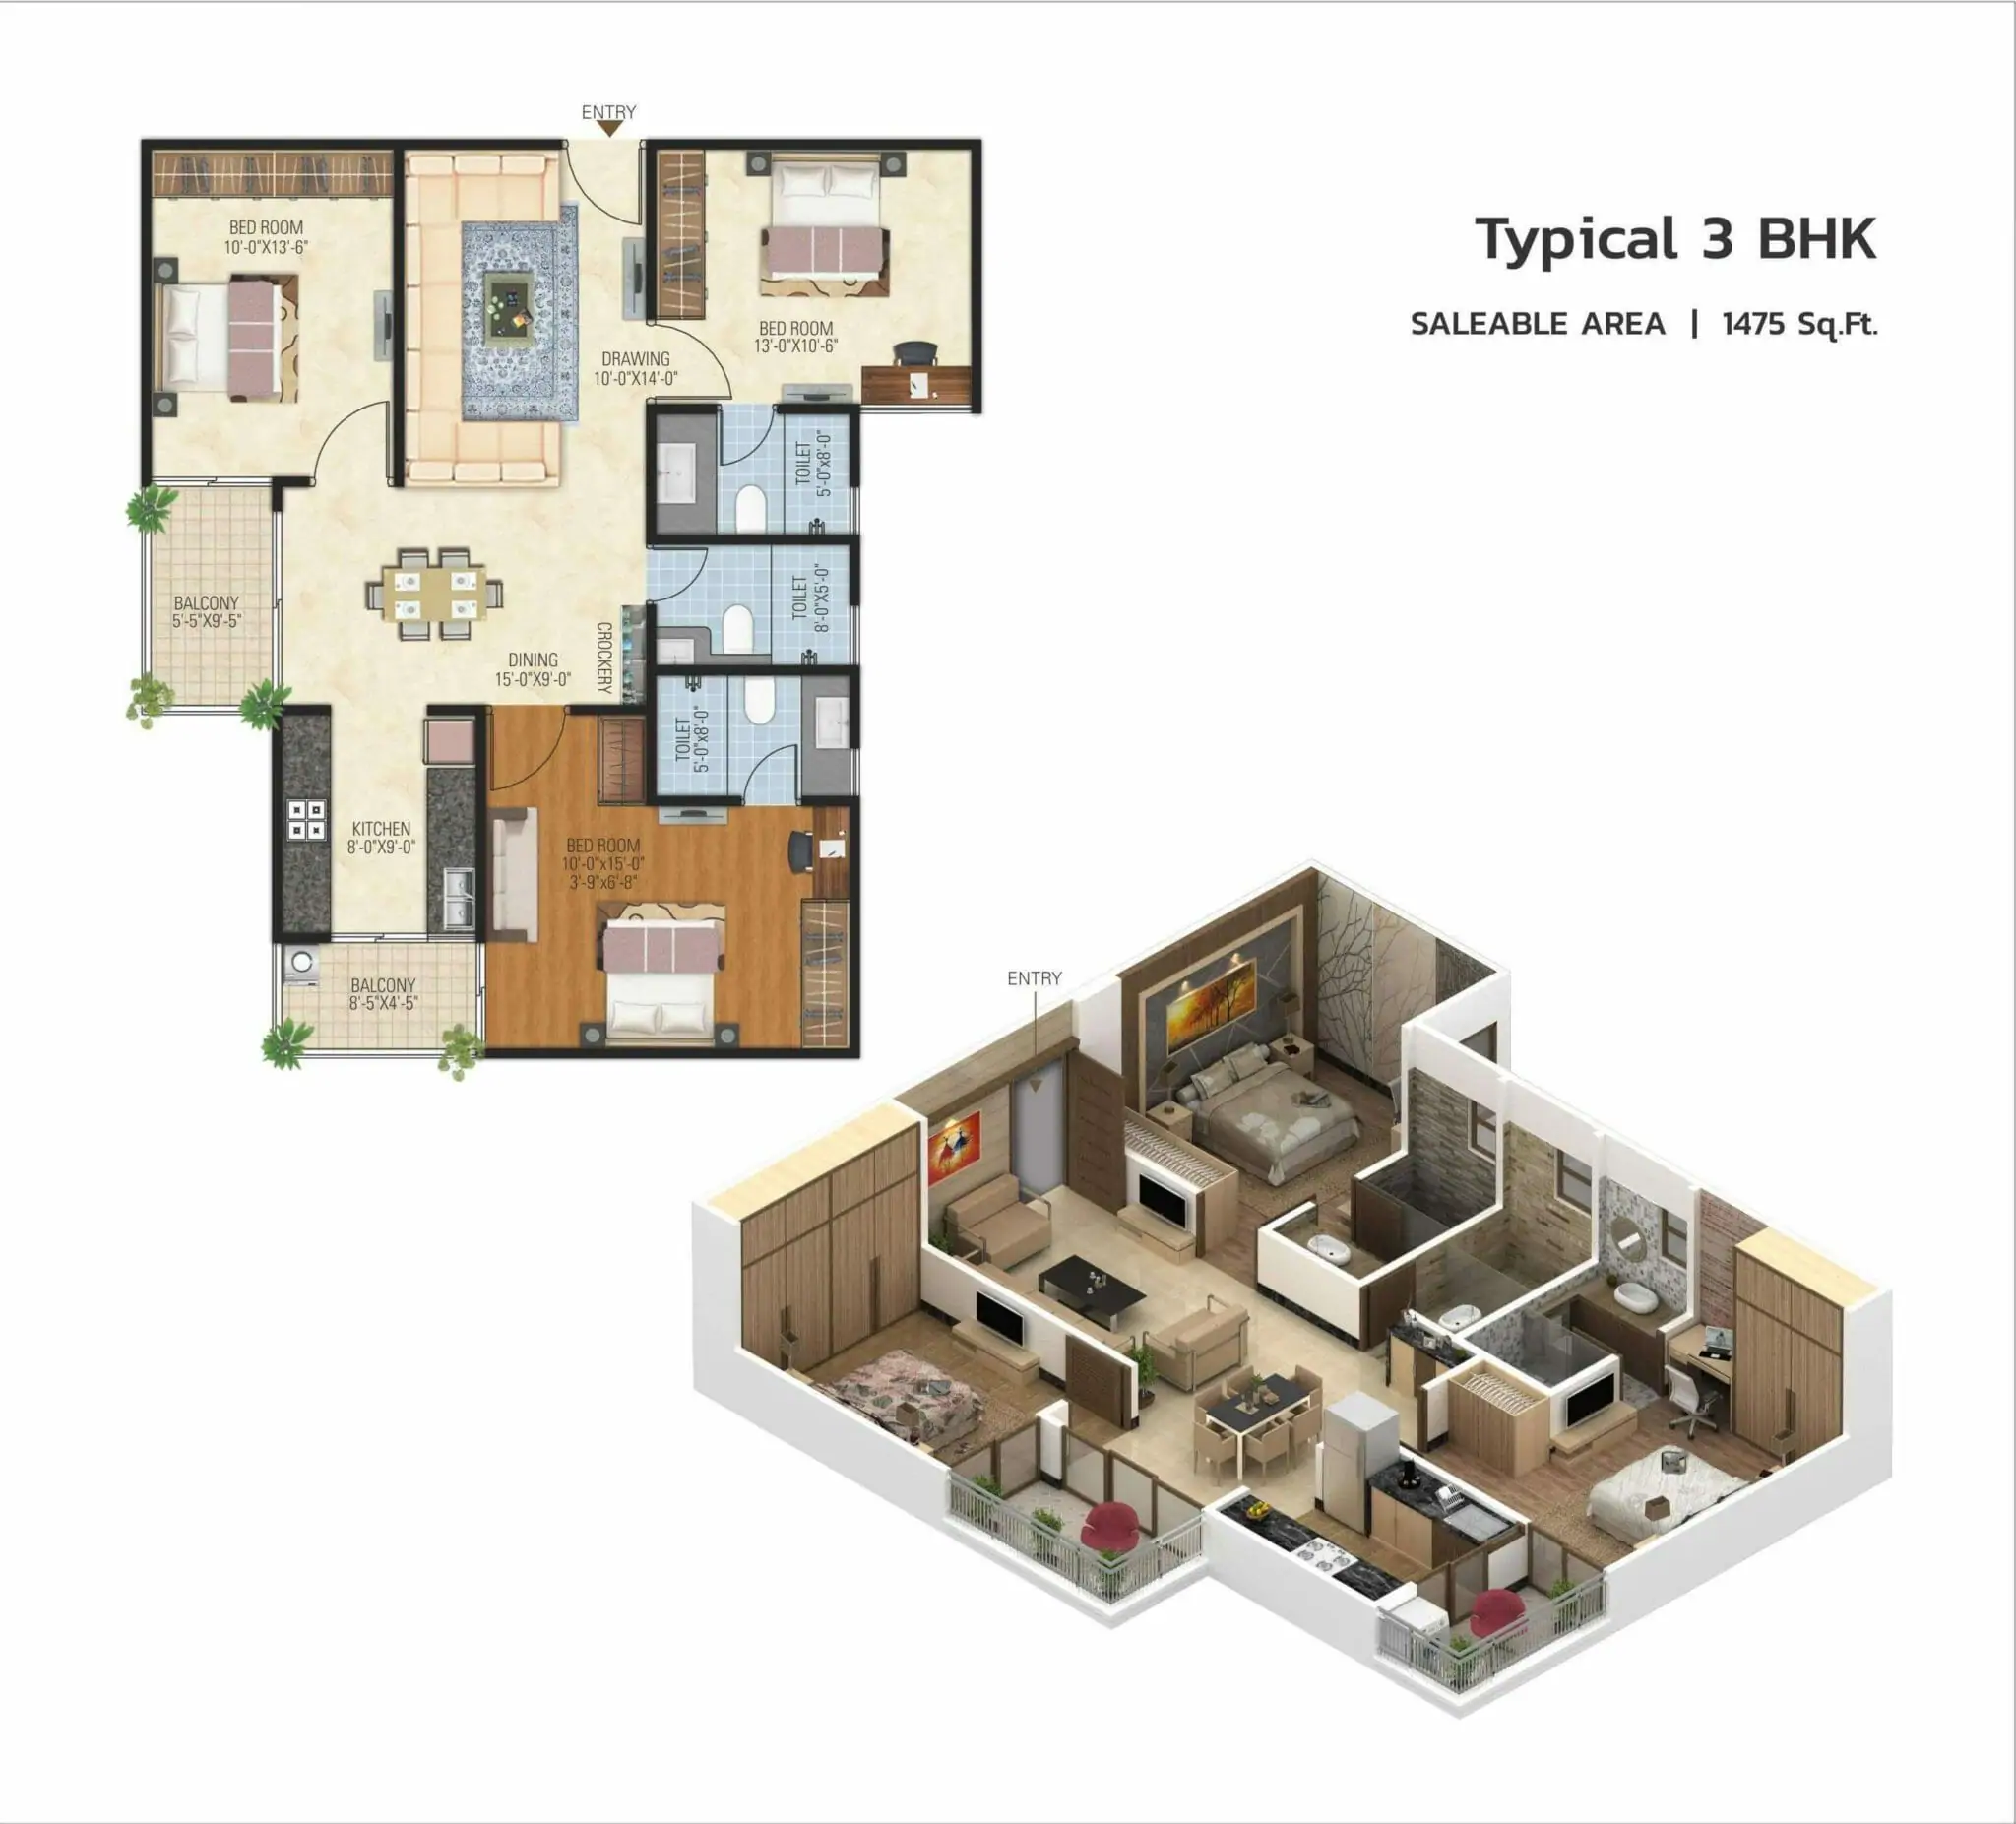 ENTRY
Typical 3 BHK
SALEABLE AREA | 1475 Sq.Ft.
BED ROOM
10'-0"X13'-6"
DRAWING
10'-0"X14'-0"
BED ROOM
13'-0"X10'-6"
TOILET
5'-0"x8'-0"
TOILET
8'-0"X5'-0"
BALCONY
5'-5"X9'-5"
DINING
15'-0"X9'-0"
CROCKERY
TOILET
5'-0"x8'-0"
KITCHEN
8'-0"X9'-0"
BED ROOM
10'-0"x15'-0"
3'-9"x6'-8"
BALCONY
8'-5"X4'-5"
ENTRY